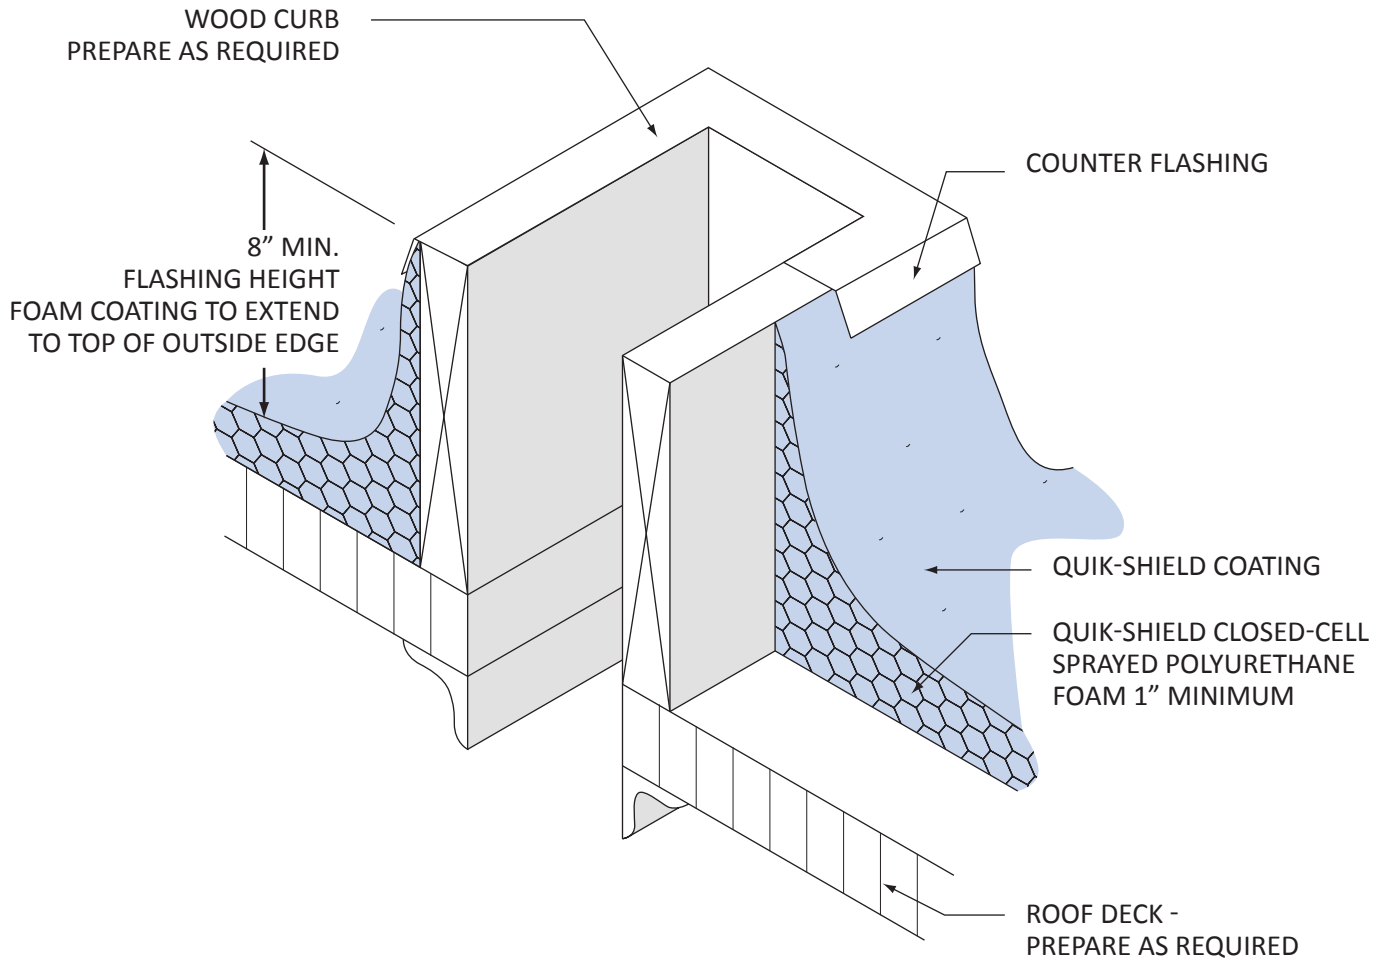 WOOD CURB
PREPARE AS REQUIRED
COUNTER FLASHING
8” MIN.
FLASHING HEIGHT
FOAM COATING TO EXTEND
TO TOP OF OUTSIDE EDGE
QUIK-SHIELD COATING
QUIK-SHIELD CLOSED-CELL
SPRAYED POLYURETHANE
FOAM 1” MINIMUM
ROOF DECK -
PREPARE AS REQUIRED